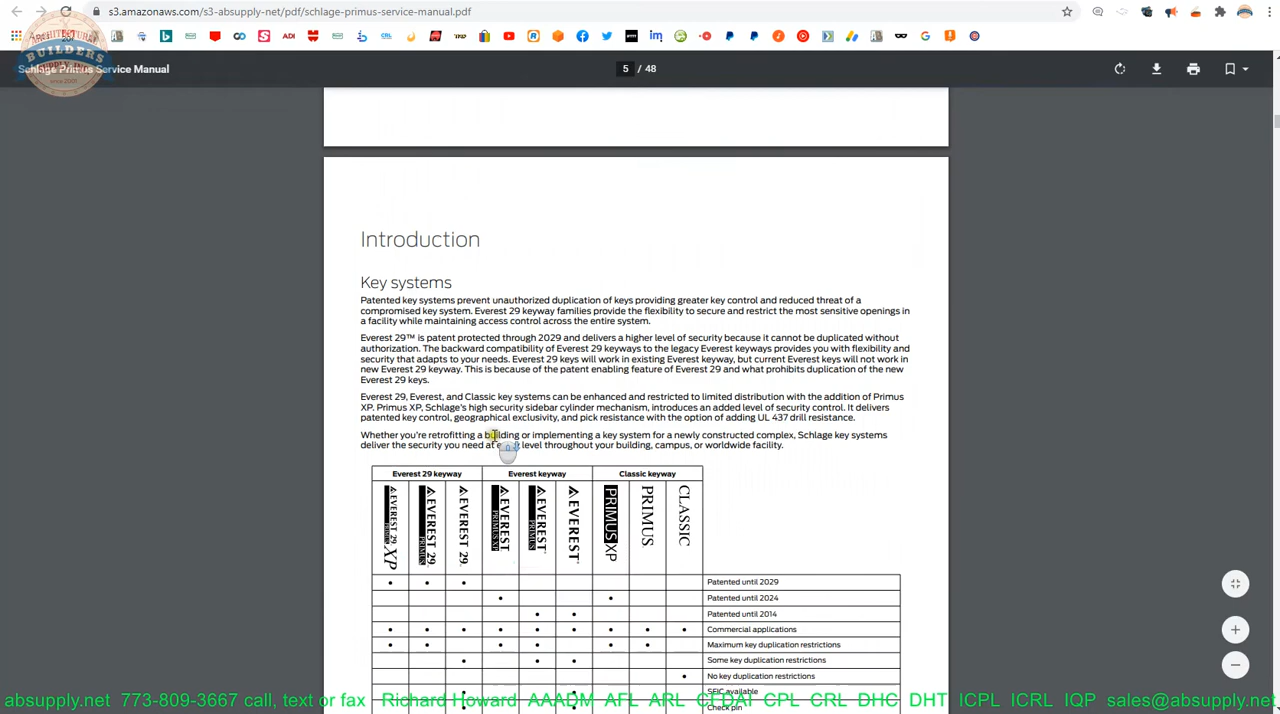 s3.amazonaws.com/s3-absupply-net/pdf/schlage-primus-service-manual.pdf
ARCHITECTURAL
BUILDERS
since 2001
Schlage Primus Service Manual
5 / 48
Introduction
Key systems
Patented key systems prevent unauthorized duplication of keys providing greater key control and reduced threat of a
compromised key system. Everest 29 keyway families provide the flexibility to secure and restrict the most sensitive openings in
a facility while maintaining access control across the entire system.
Everest 29™ is patent protected through 2029 and delivers a higher level of security because it cannot be duplicated without
authorization. The backward compatibility of Everest 29 keyways to the legacy Everest keyways provides you with flexibility and
security that adapts to your needs. Everest 29 keys will work in existing Everest keyway, but current Everest keys will not work in
new Everest 29 keyway. This is because of the patent enabling feature of Everest 29 and what prohibits duplication of the new
Everest 29 keys.
Everest 29, Everest, and Classic key systems can be enhanced and restricted to limited distribution with the addition of Primus
XP. Primus XP, Schlage's high security sidebar cylinder mechanism, introduces an added level of security control. It delivers
patented key control, geographical exclusivity, and pick resistance with the option of adding UL 437 drill resistance.
Whether you're retrofitting a building or implementing a key system for a newly constructed complex, Schlage key systems
deliver the security you need at level throughout your building, campus, or worldwide facility.
Everest 29 keyway Everest keyway Classic keyway
EVEREST 29 PRIMUS XP
EVEREST 29 PRIMUS
EVEREST 29
EVEREST PRIMUS XP
EVEREST PRIMUS
EVEREST
PRIMUS XP
PRIMUS
CLASSIC
Patented until 2029
Patented until 2024
Patented until 2014
Commercial applications
Maximum key duplication restrictions
Some key duplication restrictions
No key duplication restrictions
SFIC available
Check pin
absupply.net 773-809-3667 call, text or fax Richard Howard AAADM AFL ARL CFDAI CPL CRL DHC DHT ICPL ICRL IQP sales@absupply.net